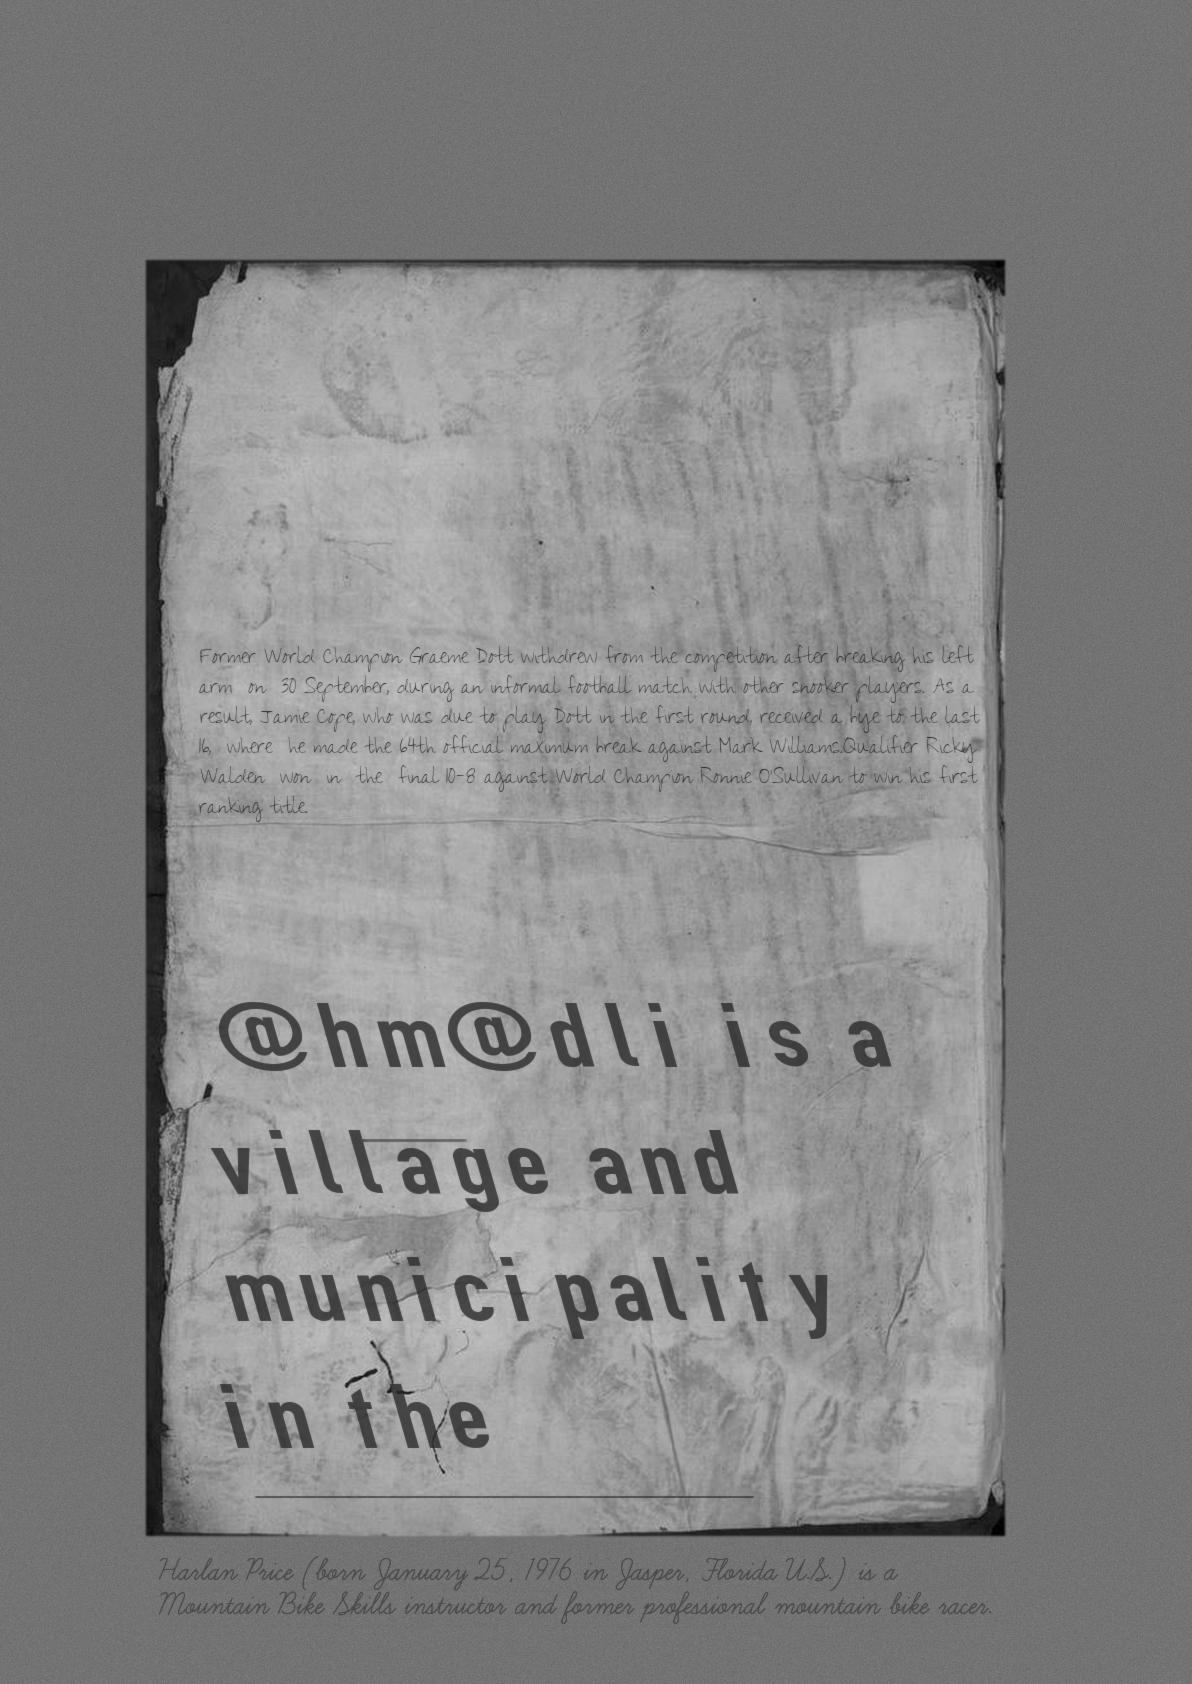 Former World Champion Graeme Dott withdrew from the competition after breaking his left
arm on 30 September, during an informal football match with other snooker players. As a
result, Jamie Cope, who was due to play Dott in the first round, received a bye to the last
16, where he made the 64th official maximum break against Mark Williams.Qualifier Ricky
Walden won in the final 10-8 against World Champion Ronnie O'Sullivan to win his first
ranking title.
@hm@dli is a
village and
municipality
in the
Harlan Price (born January 25, 1976 in Jasper, Florida U.S.) is a
Mountain Bike Skills instructor and former professional mountain bike racer.